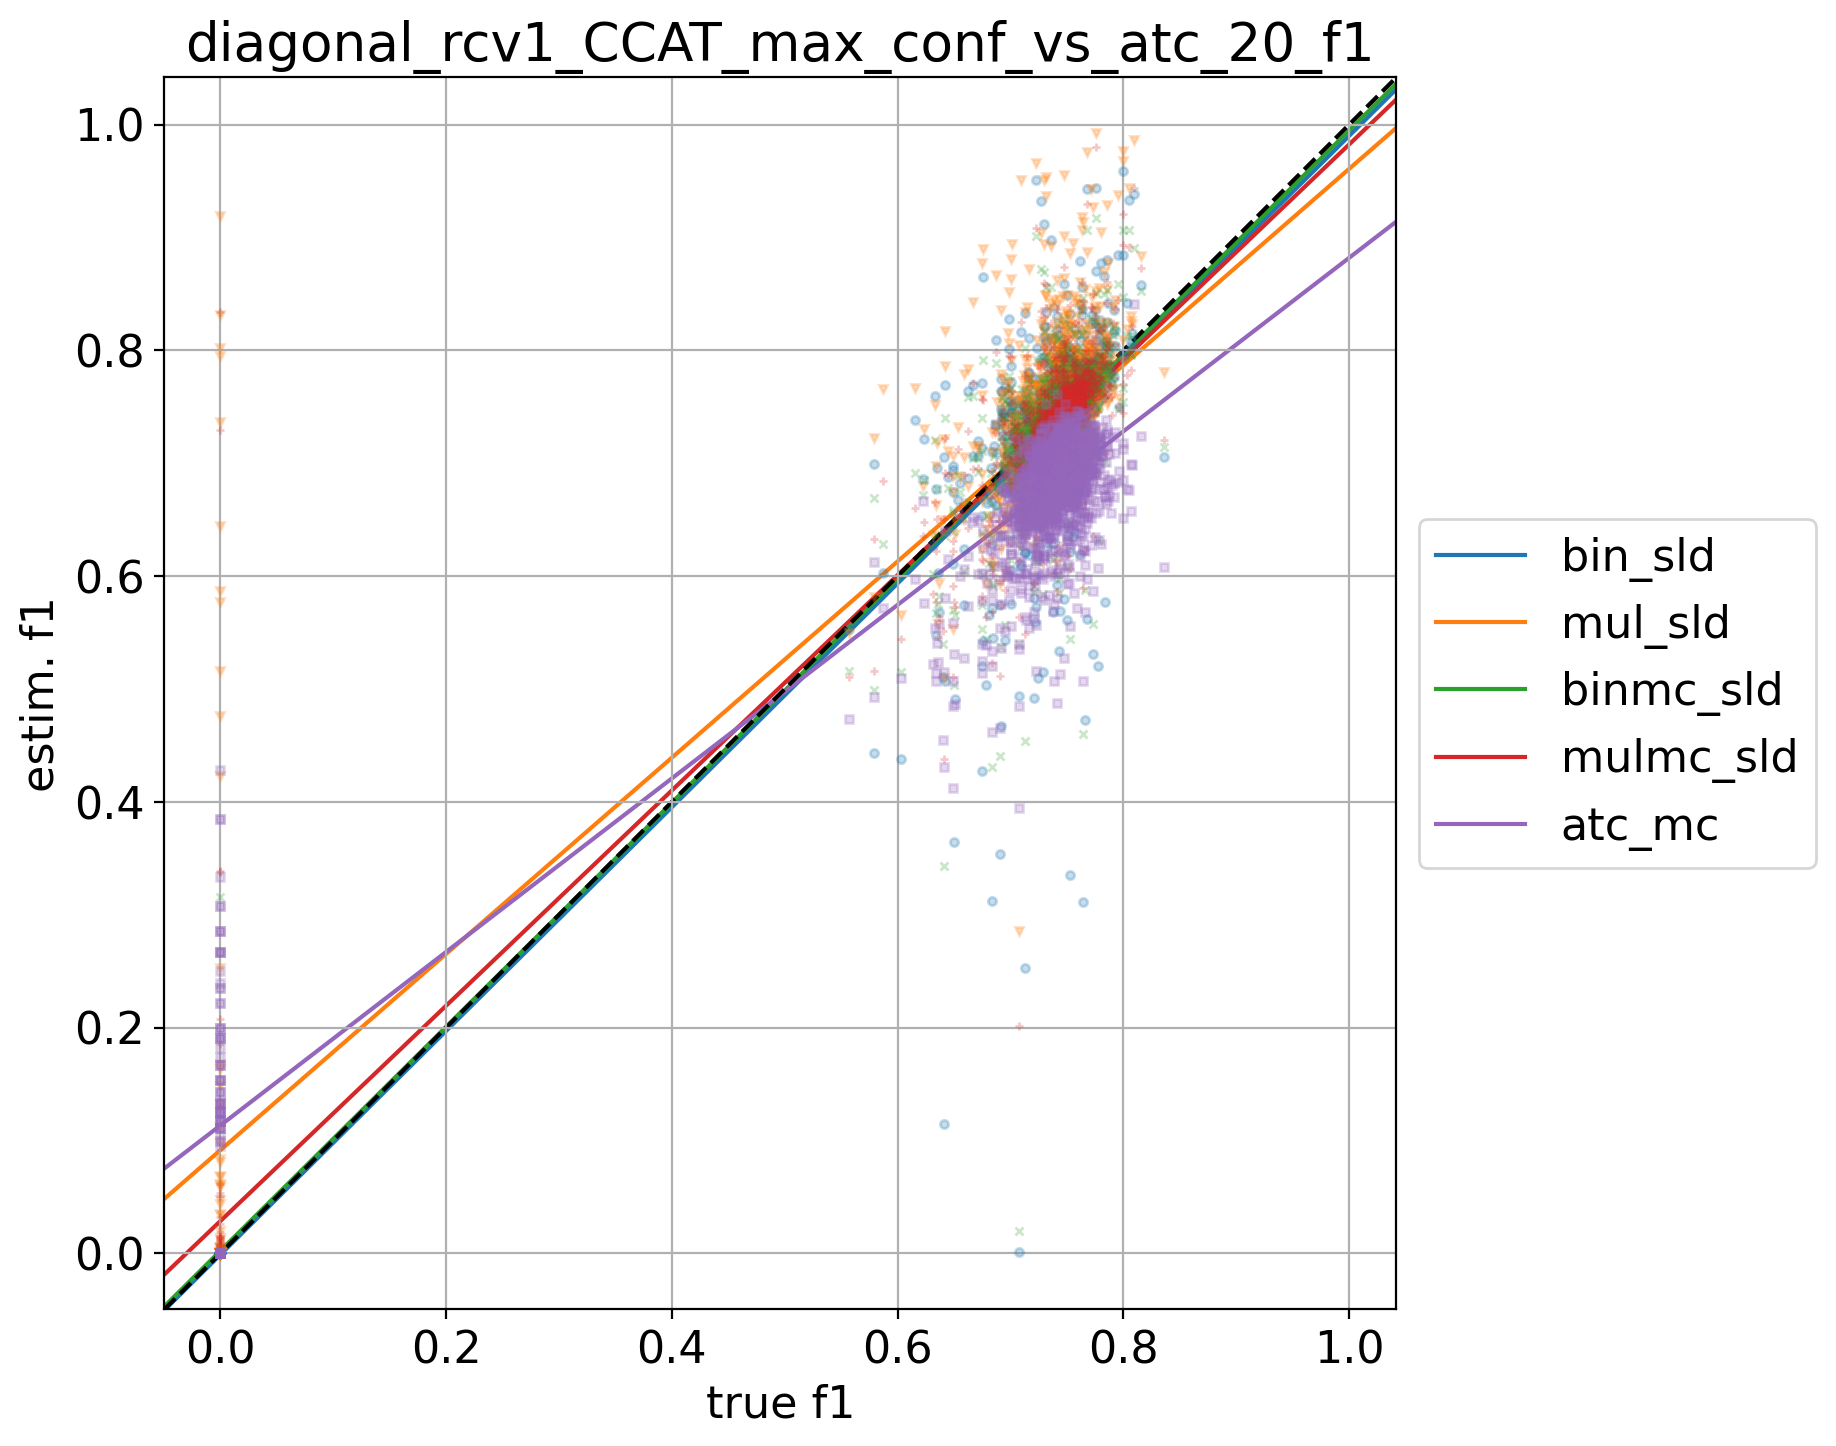 diagonal_rcv1_CCAT_max_conf_vs_atc_20_f1
1.0
0.8
0.6
0.4
0.2
0.0
estim. f1
0.0 0.2 0.4 0.6 0.8 1.0
true f1
bin_sld
mul_sld
binmc_sld
mulmc_sld
atc_mc